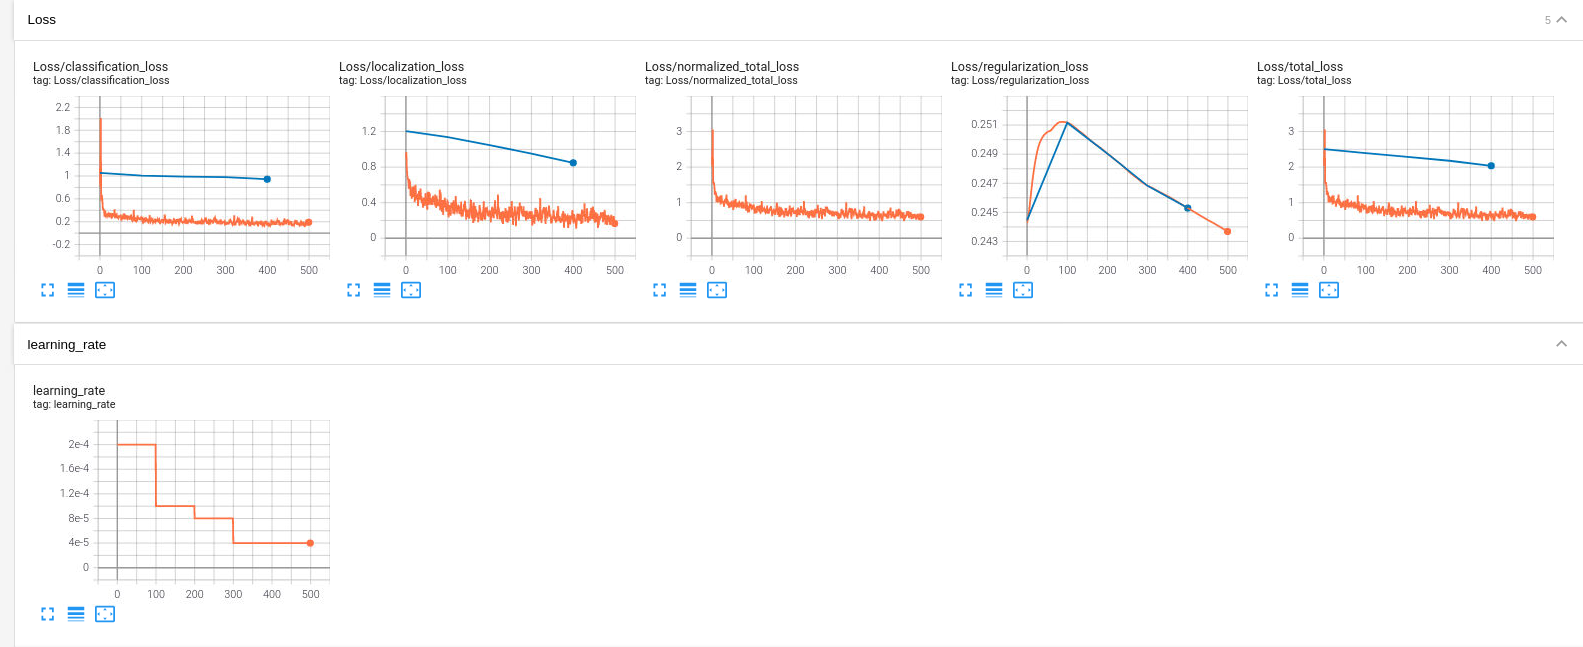 Loss
5
Loss/classification_loss
tag: Loss/classification_loss
2.2
1.8
1.4
1
0.6
0.2
-0.2
0 100 200 300 400 500
Loss/localization_loss
tag: Loss/localization_loss
1.2
0.8
0.4
0
0 100 200 300 400 500
Loss/normalized_total_loss
tag: Loss/normalized_total_loss
3
2
1
0
0 100 200 300 400 500
Loss/regularization_loss
tag: Loss/regularization_loss
0.251
0.249
0.247
0.245
0.243
0 100 200 300 400 500
Loss/total_loss
tag: Loss/total_loss
3
2
1
0
0 100 200 300 400 500
learning_rate
learning_rate
tag: learning_rate
2e-4
1.6e-4
1.2e-4
8e-5
4e-5
0
0 100 200 300 400 500